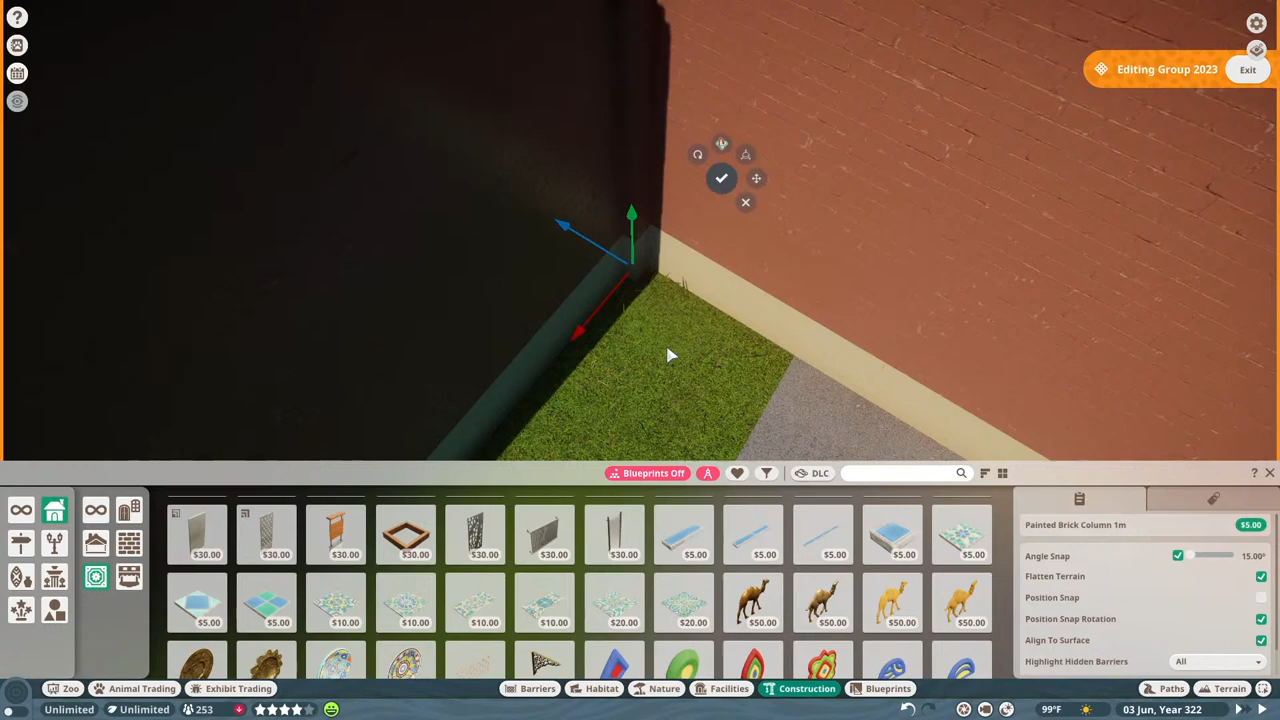 ?
Editing Group 2023 Exit
Blueprints Off DLC ? ×
Painted Brick Column 1m $5.00
Angle Snap 15.00°
Flatten Terrain
Position Snap
Position Snap Rotation
Align To Surface
Highlight Hidden Barriers All
$30.00 $30.00 $30.00 $30.00 $30.00 $30.00 $30.00 $5.00 $5.00 $5.00 $5.00 $5.00
$5.00 $5.00 $10.00 $10.00 $10.00 $10.00 $20.00 $20.00 $50.00 $50.00 $50.00 $50.00
Zoo Animal Trading Exhibit Trading Barriers Habitat Nature Facilities Construction Blueprints Paths Terrain
Unlimited Unlimited 253 99°F 03 Jun, Year 322